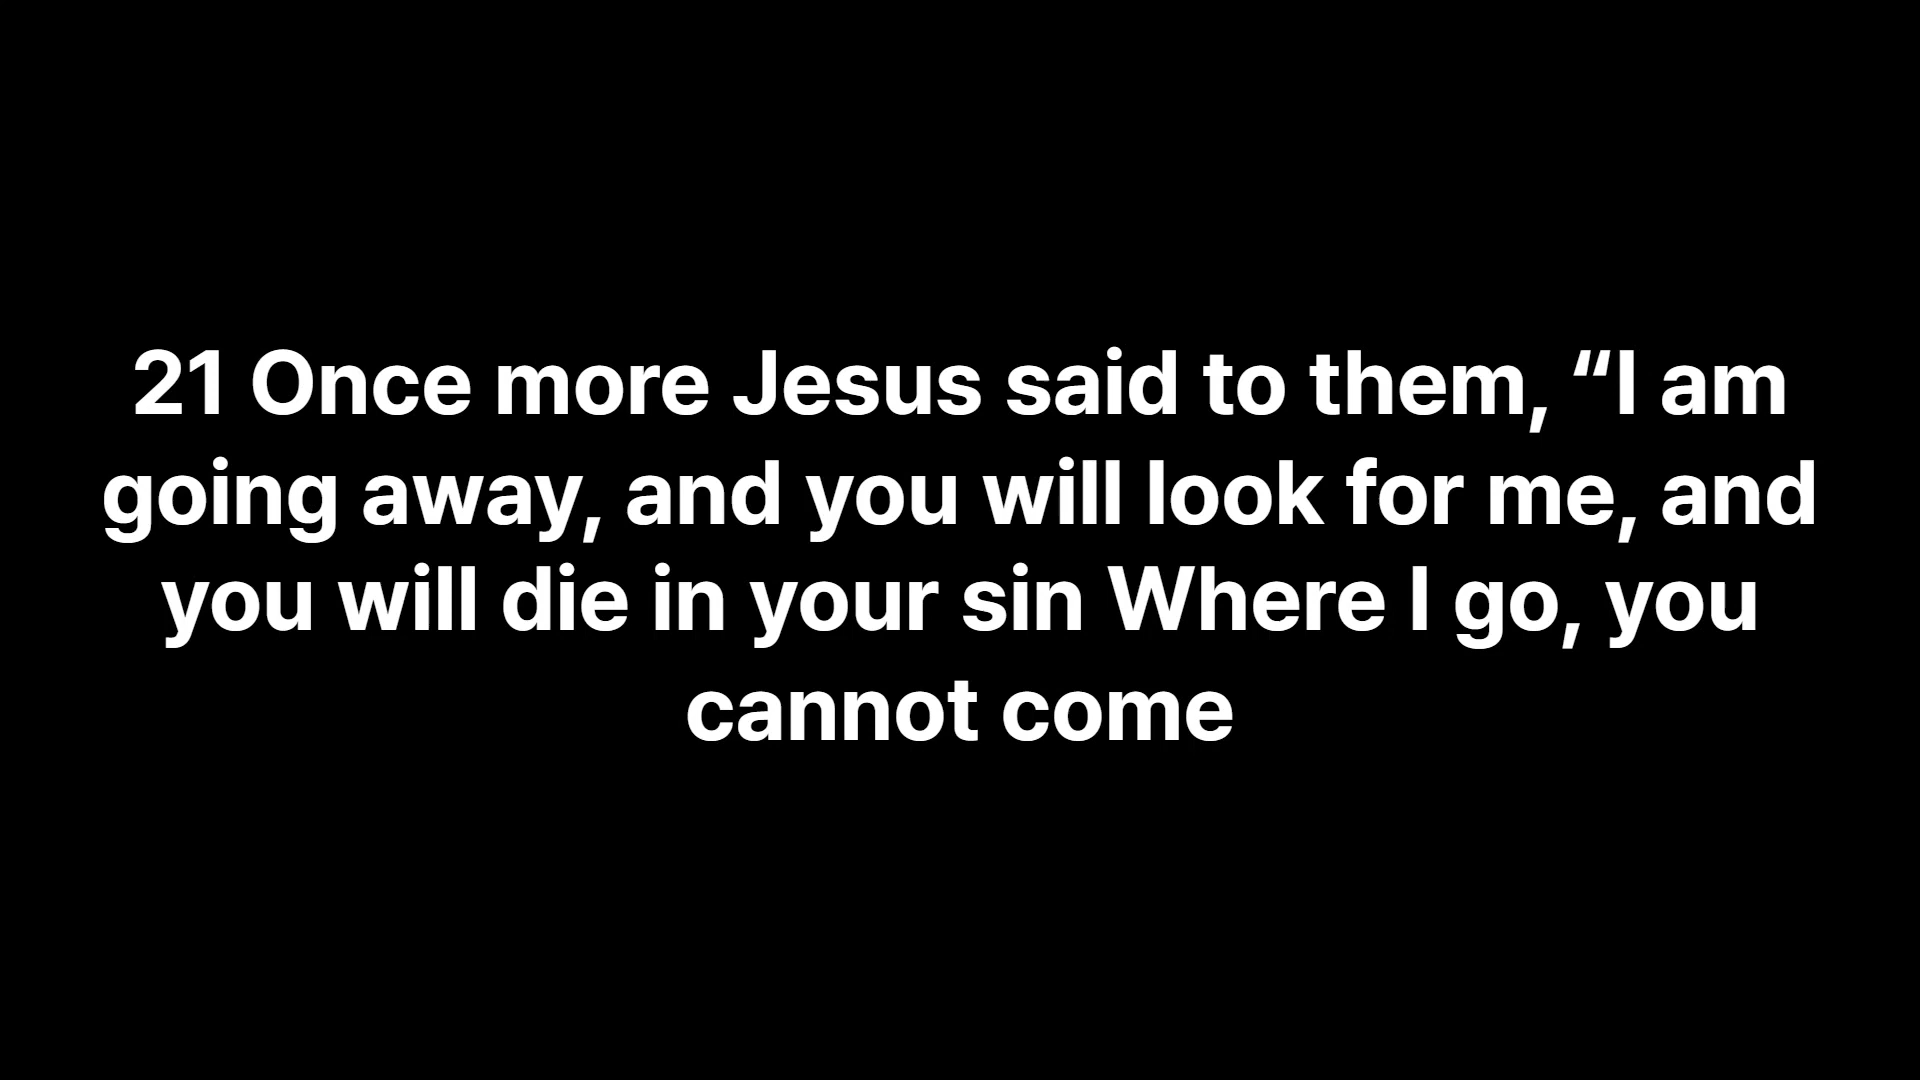 21 Once more Jesus said to them, “I am
going away, and you will look for me, and
you will die in your sin Where I go, you
cannot come